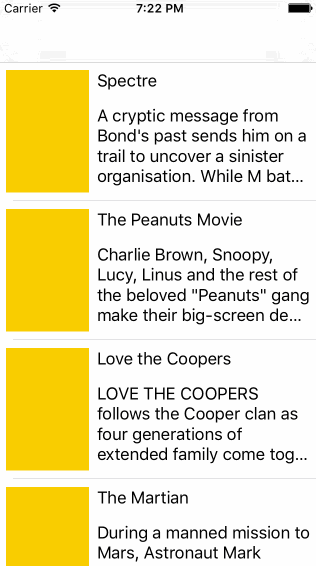 Carrier 7:22 PM
Spectre
A cryptic message from
Bond's past sends him on a
trail to uncover a sinister
organisation. While M bat...
The Peanuts Movie
Charlie Brown, Snoopy,
Lucy, Linus and the rest of
the beloved "Peanuts" gang
make their big-screen de...
Love the Coopers
LOVE THE COOPERS
follows the Cooper clan as
four generations of
extended family come tog...
The Martian
During a manned mission to
Mars, Astronaut Mark